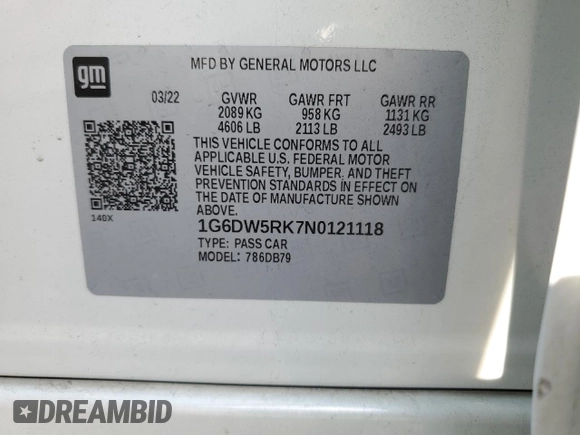 gm
MFD BY GENERAL MOTORS LLC
03/22 GVWR GAWR FRT GAWR RR
2089 KG 958 KG 1131 KG
4606 LB 2113 LB 2493 LB
THIS VEHICLE CONFORMS TO ALL
APPLICABLE U.S. FEDERAL MOTOR
VEHICLE SAFETY, BUMPER, AND THEFT
PREVENTION STANDARDS IN EFFECT ON
THE DATE OF MANUFACTURE SHOWN
ABOVE.
140X
1G6DW5RK7N0121118
TYPE: PASS CAR
MODEL: 786DB79
DREAMBID